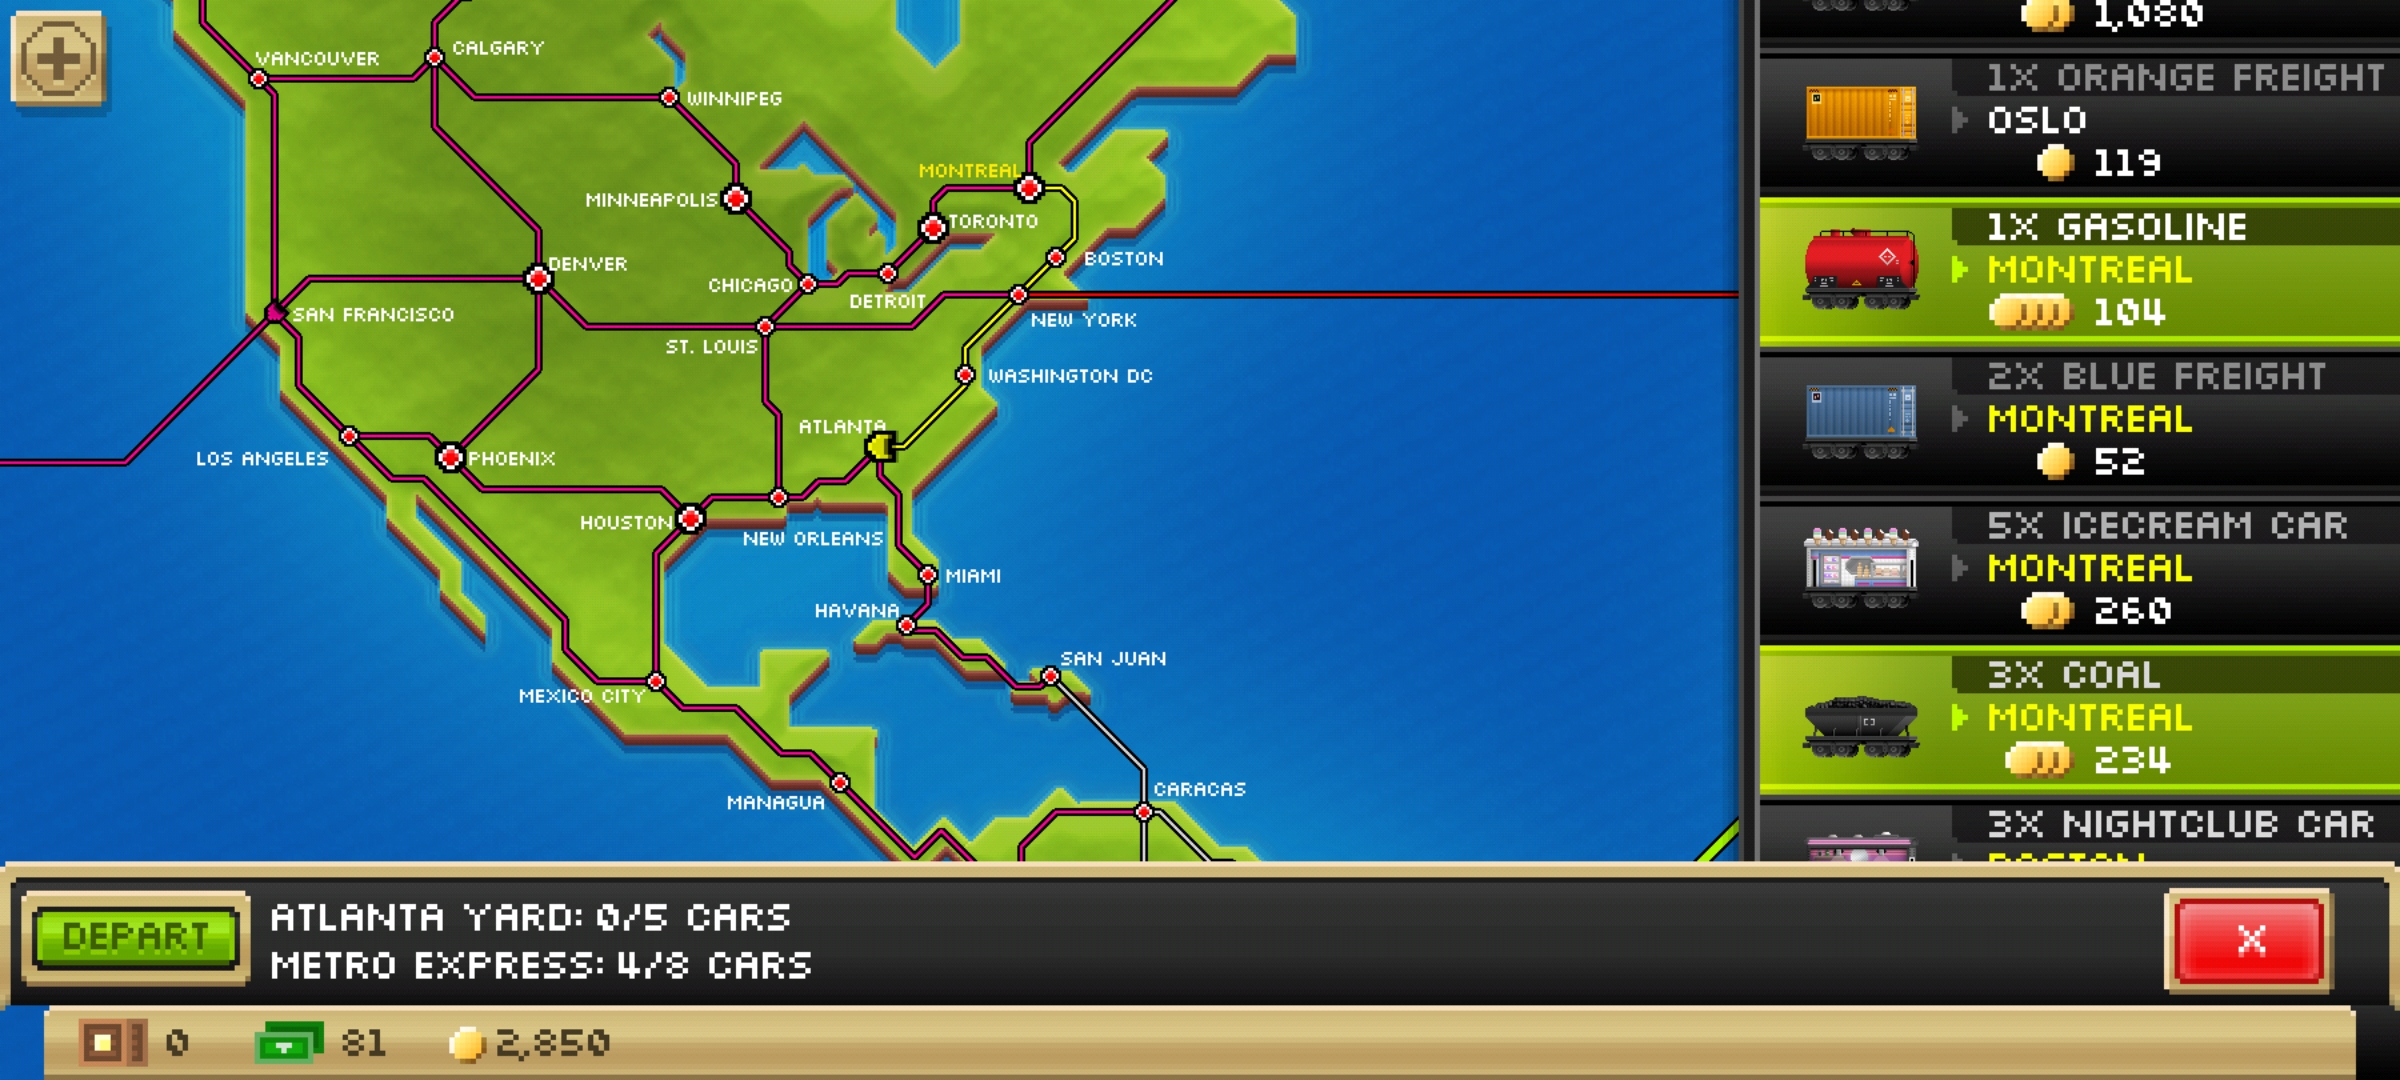 VANCOUVER
CALGARY
WINNIPEG
MINNEAPOLIS
MONTREAL
TORONTO
DENVER
BOSTON
CHICAGO
DETROIT
SAN FRANCISCO
NEW YORK
ST. LOUIS
WASHINGTON DC
ATLANTA
LOS ANGELES
PHOENIX
HOUSTON
NEW ORLEANS
MIAMI
HAVANA
SAN JUAN
MEXICO CITY
CARACAS
MANAGUA
1,080
1X ORANGE FREIGHT
OSLO
119
1X GASOLINE
MONTREAL
104
2X BLUE FREIGHT
MONTREAL
52
5X ICECREAM CAR
MONTREAL
260
3X COAL
MONTREAL
234
3X NIGHTCLUB CAR
BOSTON
DEPART
ATLANTA YARD: 0/5 CARS
METRO EXPRESS: 4/8 CARS
X
0
81
2,850